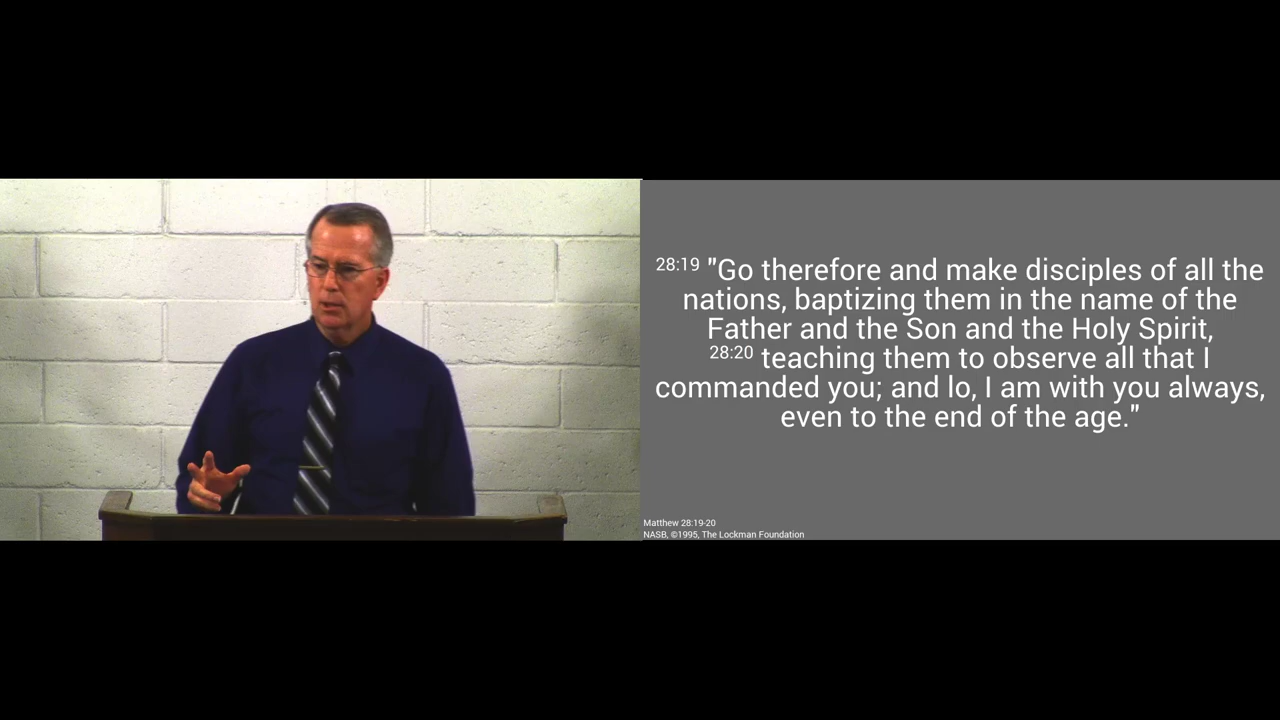 28:19 "Go therefore and make disciples of all the
nations, baptizing them in the name of the
Father and the Son and the Holy Spirit,
28:20 teaching them to observe all that I
commanded you; and lo, I am with you always,
even to the end of the age."
Matthew 28:19-20
NASB, ©1995, The Lockman Foundation